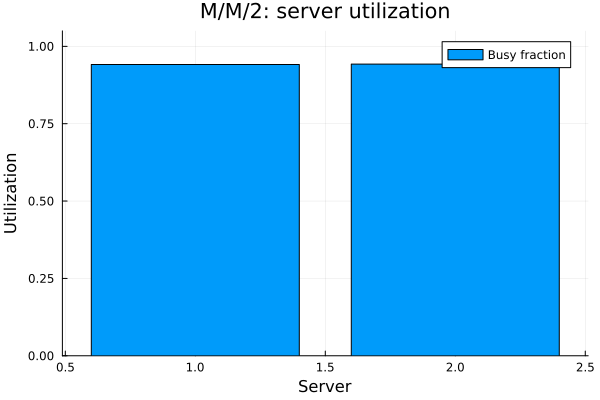 M/M/2: server utilization
Busy fraction
Utilization
1.00
0.75
0.50
0.25
0.00
0.5
1.0
1.5
2.0
2.5
Server